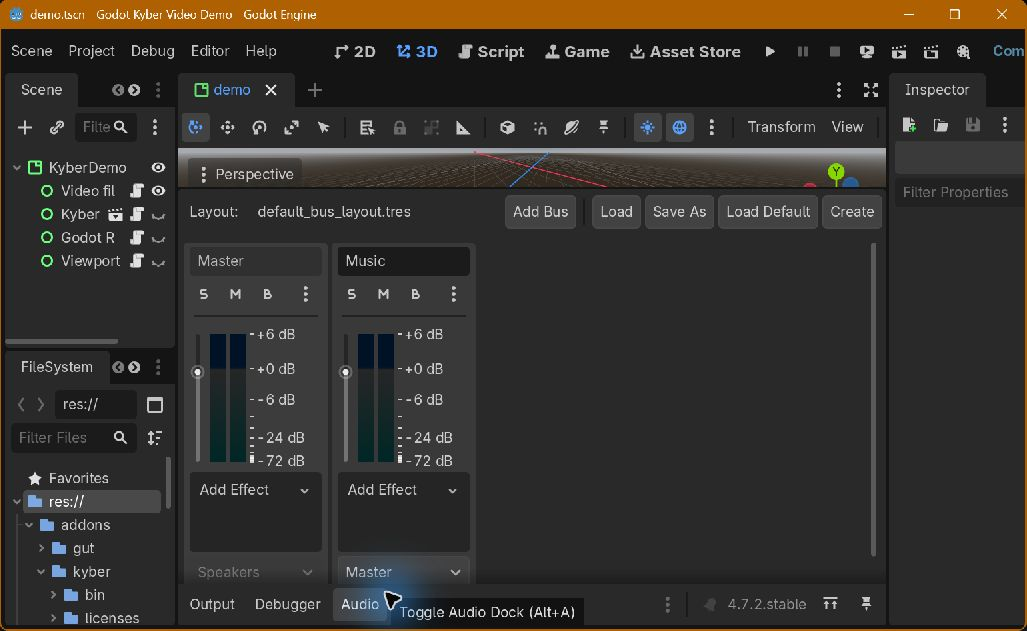 demo.tscn - Godot Kyber Video Demo - Godot Engine
Scene Project Debug Editor Help 2D 3D Script Game Asset Store Com
Scene demo Inspector
Filte Transform View
Perspective
KyberDemo
Video fil
Kyber
Godot R
Viewport
Filter Properties
Layout: default_bus_layout.tres Add Bus Load Save As Load Default Create
Master Music
S M B S M B
+6 dB +6 dB
+0 dB +0 dB
-6 dB -6 dB
-24 dB -24 dB
-72 dB -72 dB
Add Effect Add Effect
Speakers Master
FileSystem
res://
Filter Files
Favorites
res://
addons
gut
kyber
bin
licenses
Output Debugger Audio 4.7.2.stable
Toggle Audio Dock (Alt+A)
Y